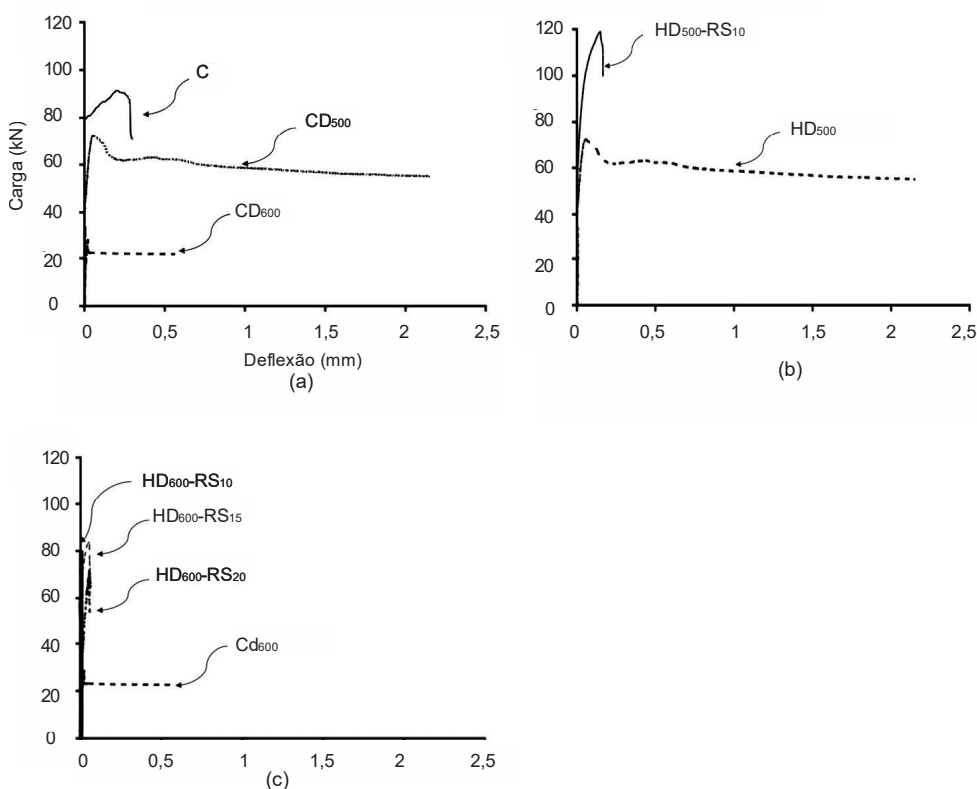 120
100
80
60
40
20
0
Carga (kN)
C
CD500
CD600
0 0,5 1 1,5 2 2,5
Deflexão (mm)
(a)
120
100
80
60
40
20
0
HD500-RS10
HD500
0 0,5 1 1,5 2 2,5
(b)
120
100
80
60
40
20
0
HD600-RS10
HD600-RS15
HD600-RS20
Cd600
0 0,5 1 1,5 2 2,5
(c)